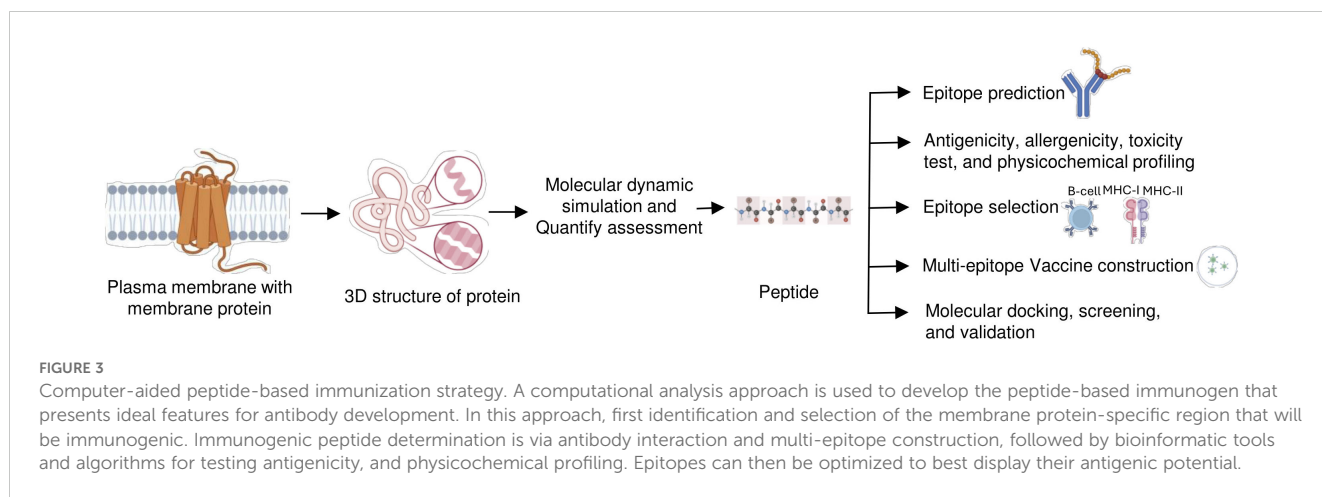 Plasma membrane with
membrane protein
3D structure of protein
Molecular dynamic
simulation and
Quantify assessment
Peptide
Epitope prediction
Antigenicity, allergenicity, toxicity
test, and physicochemical profiling
B-cell MHC-I MHC-II
Epitope selection
Multi-epitope Vaccine construction
Molecular docking, screening,
and validation
FIGURE 3
Computer-aided peptide-based immunization strategy. A computational analysis approach is used to develop the peptide-based immunogen that
presents ideal features for antibody development. In this approach, first identification and selection of the membrane protein-specific region that will
be immunogenic. Immunogenic peptide determination is via antibody interaction and multi-epitope construction, followed by bioinformatic tools
and algorithms for testing antigenicity, and physicochemical profiling. Epitopes can then be optimized to best display their antigenic potential.